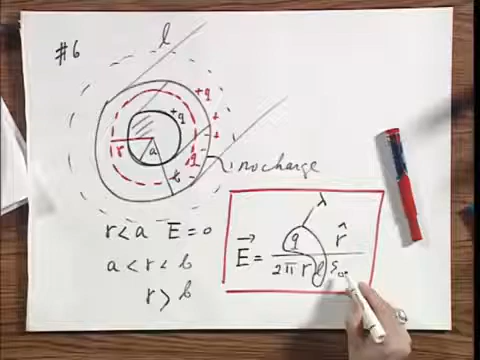 #6
l
+q
+
+q
+
r
a
q
b
no charge
λ
r < a E = 0
a < r < b
r > b
E⃗ = q r̂
2π r l ε₀